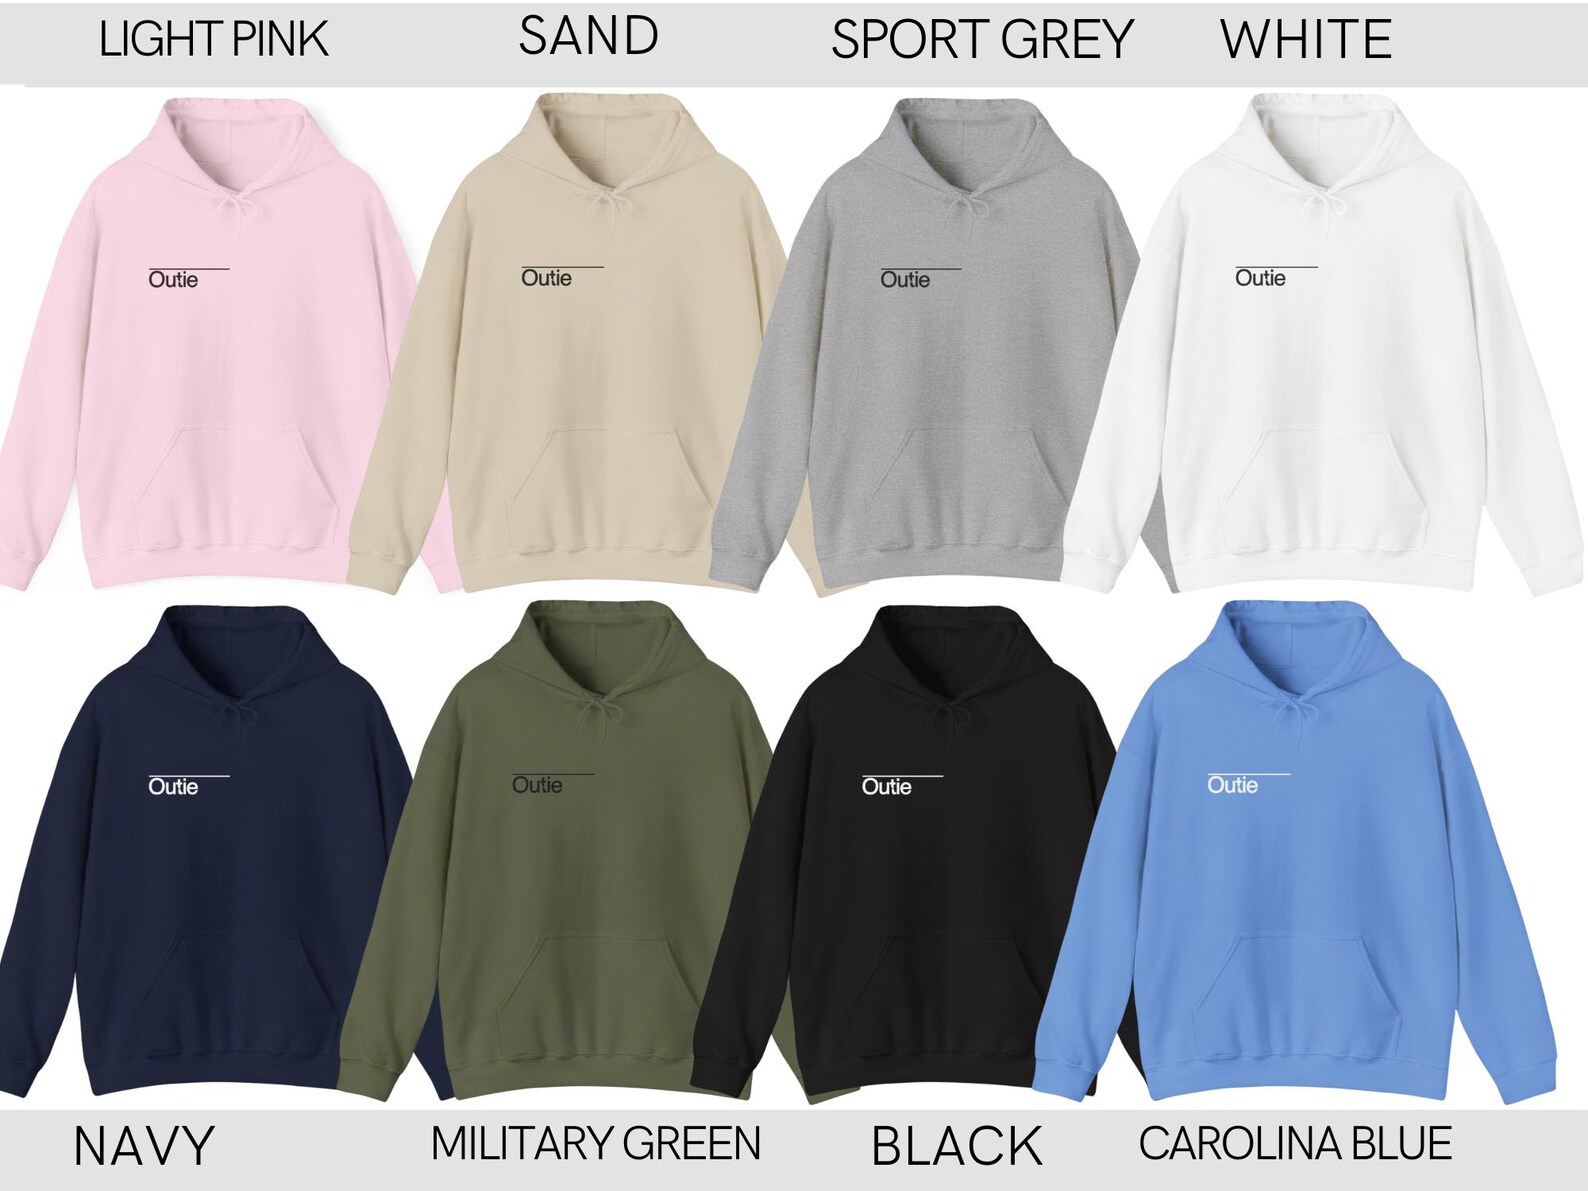 LIGHT PINK
SAND
SPORT GREY
WHITE
Outie
Outie
Outie
Outie
Outie
Outie
Outie
Outie
NAVY
MILITARY GREEN
BLACK
CAROLINA BLUE